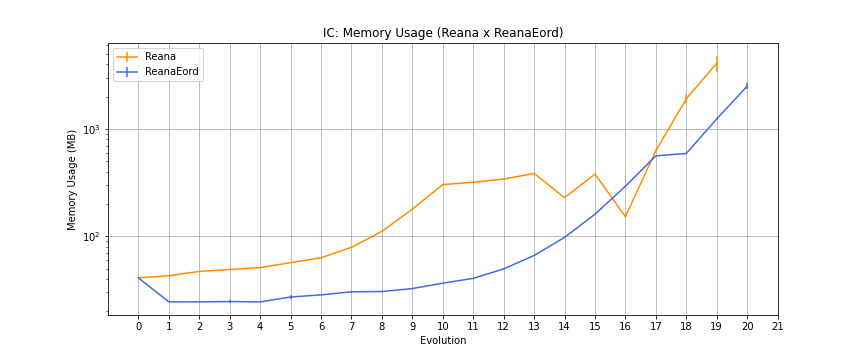 IC: Memory Usage (Reana x ReanaEord)
Reana
ReanaEord
Memory Usage (MB)
10³
10²
0 1 2 3 4 5 6 7 8 9 10 11 12 13 14 15 16 17 18 19 20 21
Evolution